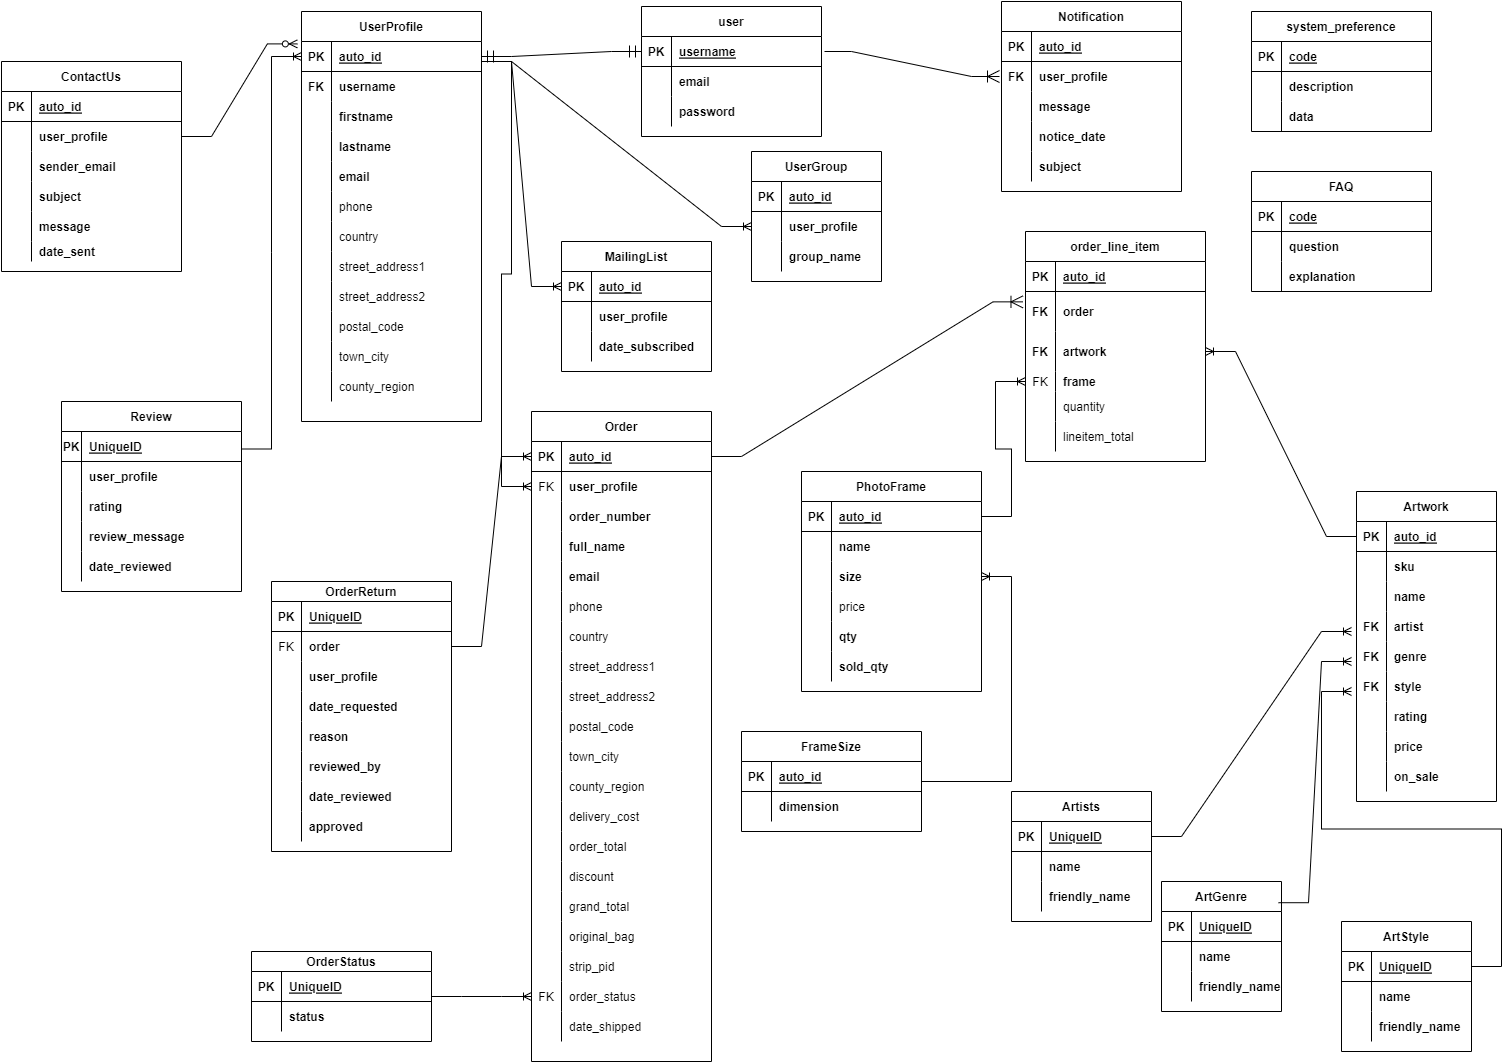 UserProfile
PK auto_id
FK username
firstname
lastname
email
phone
country
street_address1
street_address2
postal_code
town_city
county_region
user
PK username
email
password
Notification
PK auto_id
FK user_profile
message
notice_date
subject
system_preference
PK code
description
data
ContactUs
PK auto_id
user_profile
sender_email
subject
message
date_sent
UserGroup
PK auto_id
user_profile
group_name
FAQ
PK code
question
explanation
MailingList
PK auto_id
user_profile
date_subscribed
order_line_item
PK auto_id
FK order
FK artwork
FK frame
quantity
lineitem_total
Review
PK UniqueID
user_profile
rating
review_message
date_reviewed
Order
PK auto_id
FK user_profile
order_number
full_name
email
phone
country
street_address1
street_address2
postal_code
town_city
county_region
delivery_cost
order_total
discount
grand_total
original_bag
strip_pid
FK order_status
date_shipped
PhotoFrame
PK auto_id
name
size
price
qty
sold_qty
Artwork
PK auto_id
sku
name
FK artist
FK genre
FK style
rating
price
on_sale
OrderReturn
PK UniqueID
FK order
user_profile
date_requested
reason
reviewed_by
date_reviewed
approved
FrameSize
PK auto_id
dimension
Artists
PK UniqueID
name
friendly_name
ArtGenre
PK UniqueID
name
friendly_name
ArtStyle
PK UniqueID
name
friendly_name
OrderStatus
PK UniqueID
status